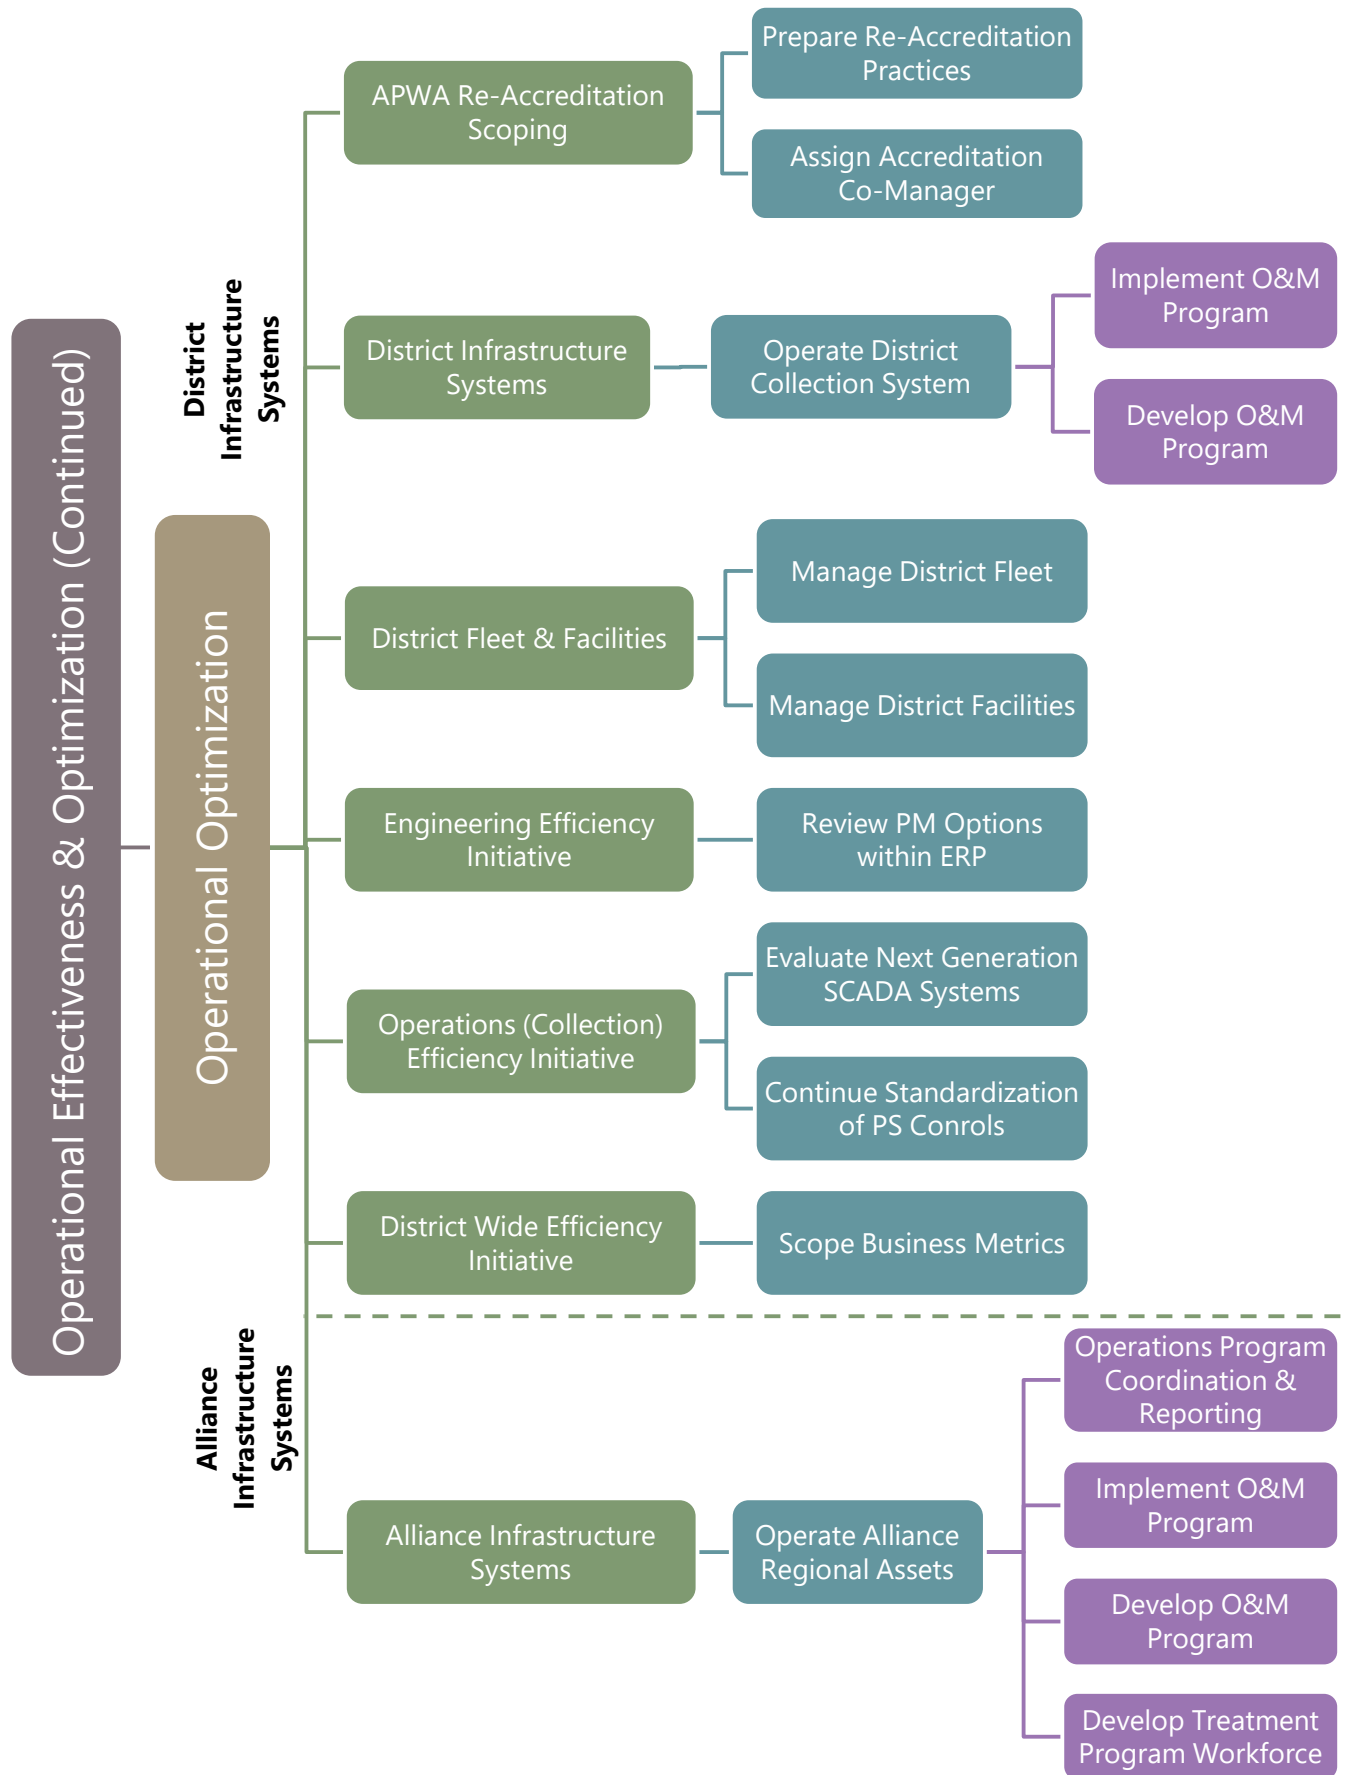 Operational Effectiveness & Optimization (Continued)
Operational Optimization
District
Infrastructure
Systems
APWA Re-Accreditation
Scoping
Prepare Re-Accreditation
Practices
Assign Accreditation
Co-Manager
District Infrastructure
Systems
Operate District
Collection System
Implement O&M
Program
Develop O&M
Program
District Fleet & Facilities
Manage District Fleet
Manage District Facilities
Engineering Efficiency
Initiative
Review PM Options
within ERP
Operations (Collection)
Efficiency Initiative
Evaluate Next Generation
SCADA Systems
Continue Standardization
of PS Conrols
District Wide Efficiency
Initiative
Scope Business Metrics
Alliance
Infrastructure
Systems
Alliance Infrastructure
Systems
Operate Alliance
Regional Assets
Operations Program
Coordination &
Reporting
Implement O&M
Program
Develop O&M
Program
Develop Treatment
Program Workforce